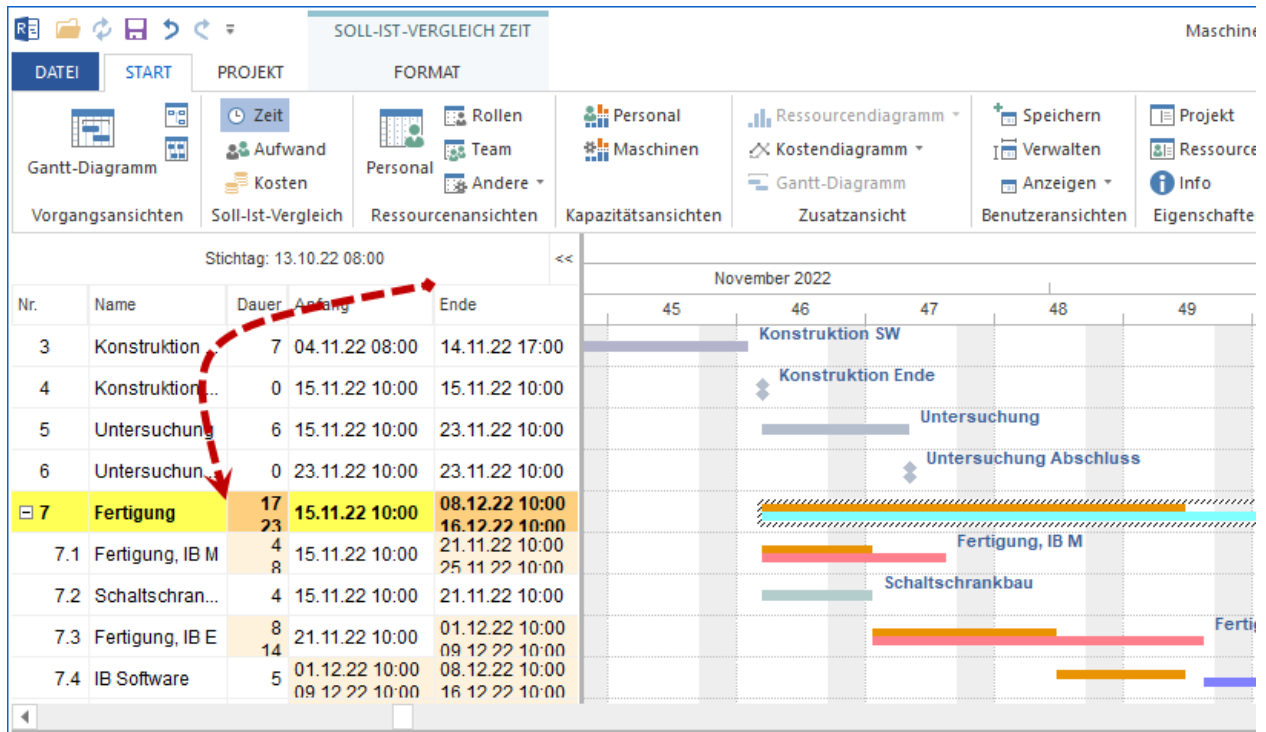 SOLL-IST-VERGLEICH ZEIT
Maschine
DATEI START PROJEKT FORMAT
Gantt-Diagramm
Vorgangsansichten
Zeit
Aufwand
Kosten
Soll-Ist-Vergleich
Personal
Rollen
Team
Andere
Ressourcenansichten
Personal
Maschinen
Kapazitätsansichten
Ressourcendiagramm
Kostendiagramm
Gantt-Diagramm
Zusatzansicht
Speichern
Verwalten
Anzeigen
Benutzeransichten
Projekt
Ressource
Info
Eigenschafte
Stichtag: 13.10.22 08:00 <<
November 2022
45 46 47 48 49
Nr. Name Dauer Anfang Ende
3 Konstruktion ... 7 04.11.22 08:00 14.11.22 17:00
Konstruktion SW
4 Konstruktion ... 0 15.11.22 10:00 15.11.22 10:00
Konstruktion Ende
5 Untersuchung 6 15.11.22 10:00 23.11.22 10:00
Untersuchung
6 Untersuchun... 0 23.11.22 10:00 23.11.22 10:00
Untersuchung Abschluss
7 Fertigung 17 15.11.22 10:00 08.12.22 10:00
23 16.12.22 10:00
7.1 Fertigung, IB M 4 15.11.22 10:00 21.11.22 10:00
8 25.11.22 10:00
Fertigung, IB M
7.2 Schaltschran... 4 15.11.22 10:00 21.11.22 10:00
Schaltschrankbau
7.3 Fertigung, IB E 8 21.11.22 10:00 01.12.22 10:00
14 09.12.22 10:00
Ferti
7.4 IB Software 5 01.12.22 10:00 08.12.22 10:00
09.12.22 10:00 16.12.22 10:00